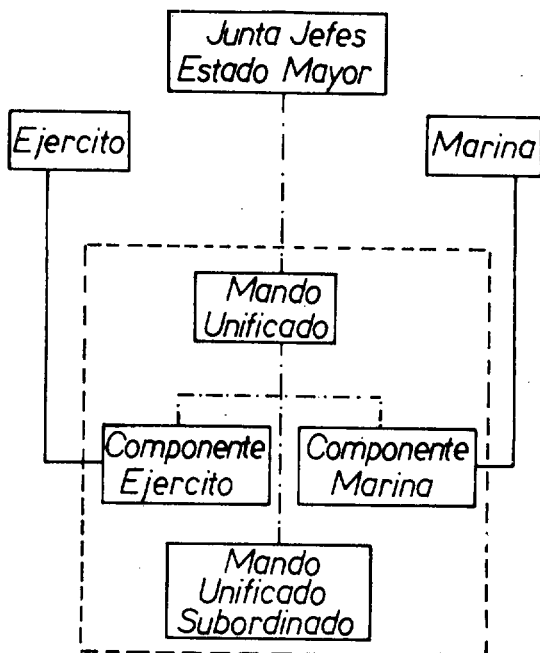 Junta Jefes
Estado Mayor
Ejercito
Marina
Mando
Unificado
Componente
Ejercito
Componente
Marina
Mando
Unificado
Subordinado